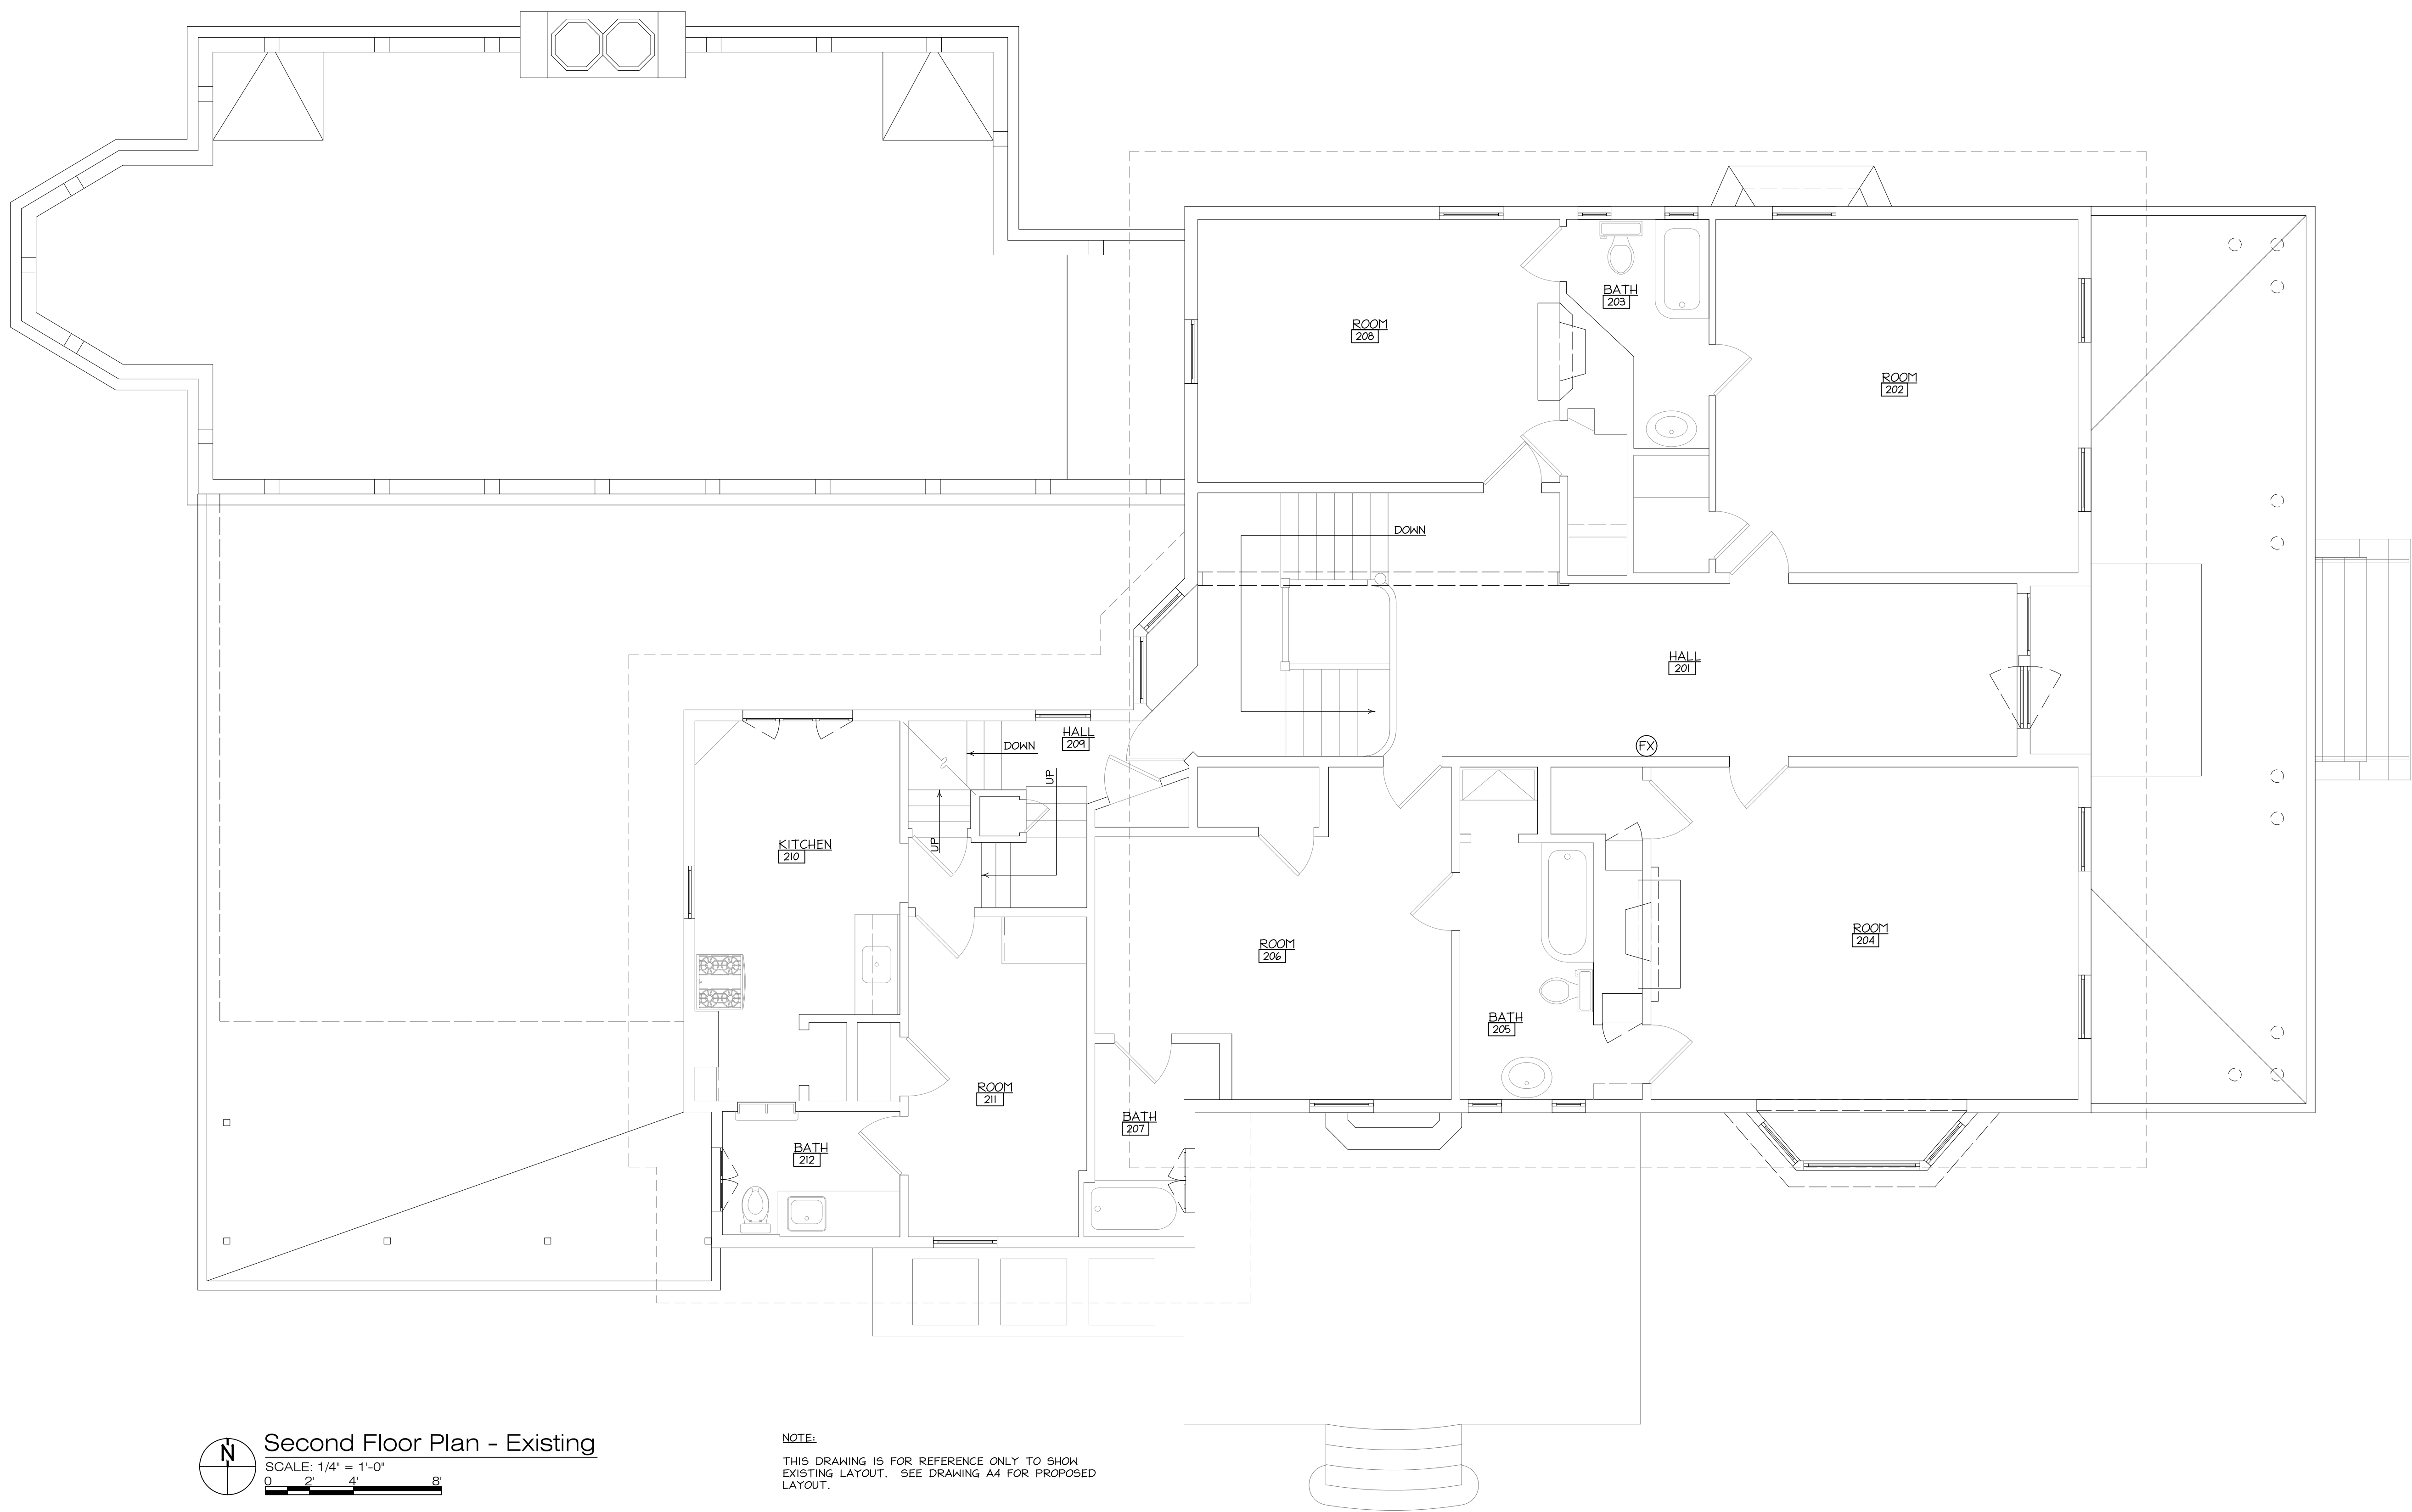 BATH
203
ROOM
208
ROOM
202
DOWN
HALL
201
HALL
209
DOWN
UP
FX
UP
KITCHEN
210
ROOM
206
ROOM
204
BATH
205
ROOM
211
BATH
207
BATH
212
N
Second Floor Plan - Existing
SCALE: 1/4" = 1'-0"
0 2' 4' 8'
NOTE:
THIS DRAWING IS FOR REFERENCE ONLY TO SHOW
EXISTING LAYOUT. SEE DRAWING A4 FOR PROPOSED
LAYOUT.